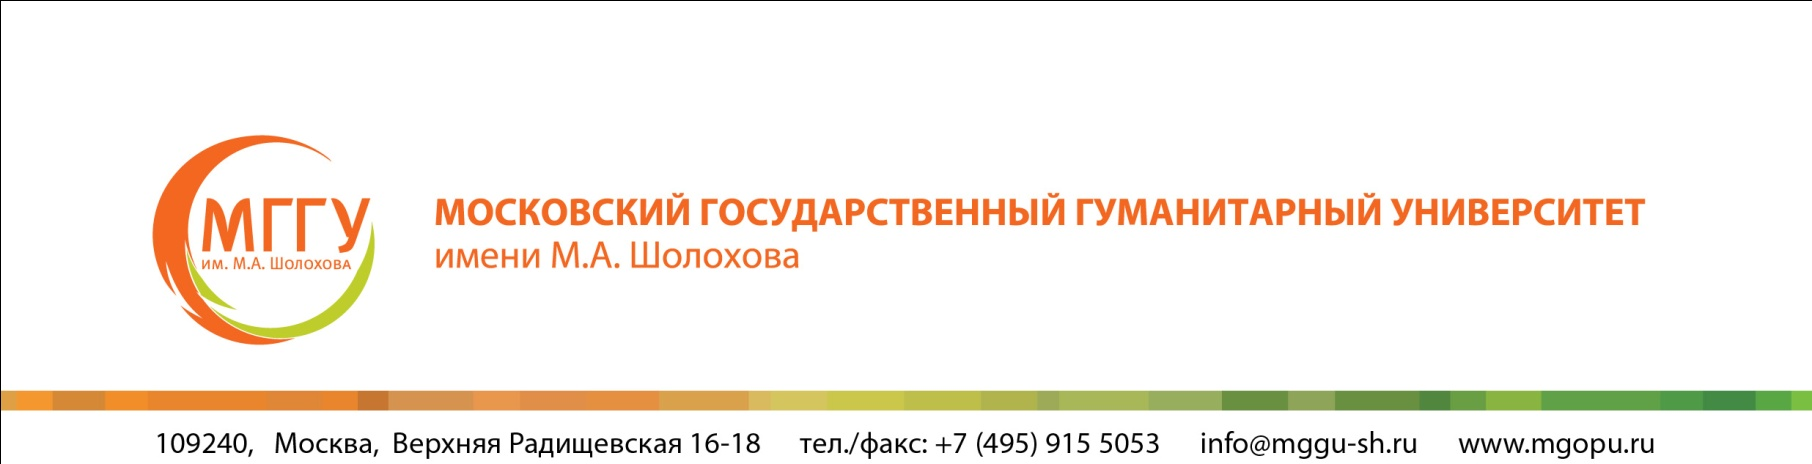 МГГУ
им. М.А. Шолохова
МОСКОВСКИЙ ГОСУДАРСТВЕННЫЙ ГУМАНИТАРНЫЙ УНИВЕРСИТЕТ
имени М.А. Шолохова
109240, Москва, Верхняя Радищевская 16-18 тел./факс: +7 (495) 915 5053 info@mggu-sh.ru www.mgopu.ru